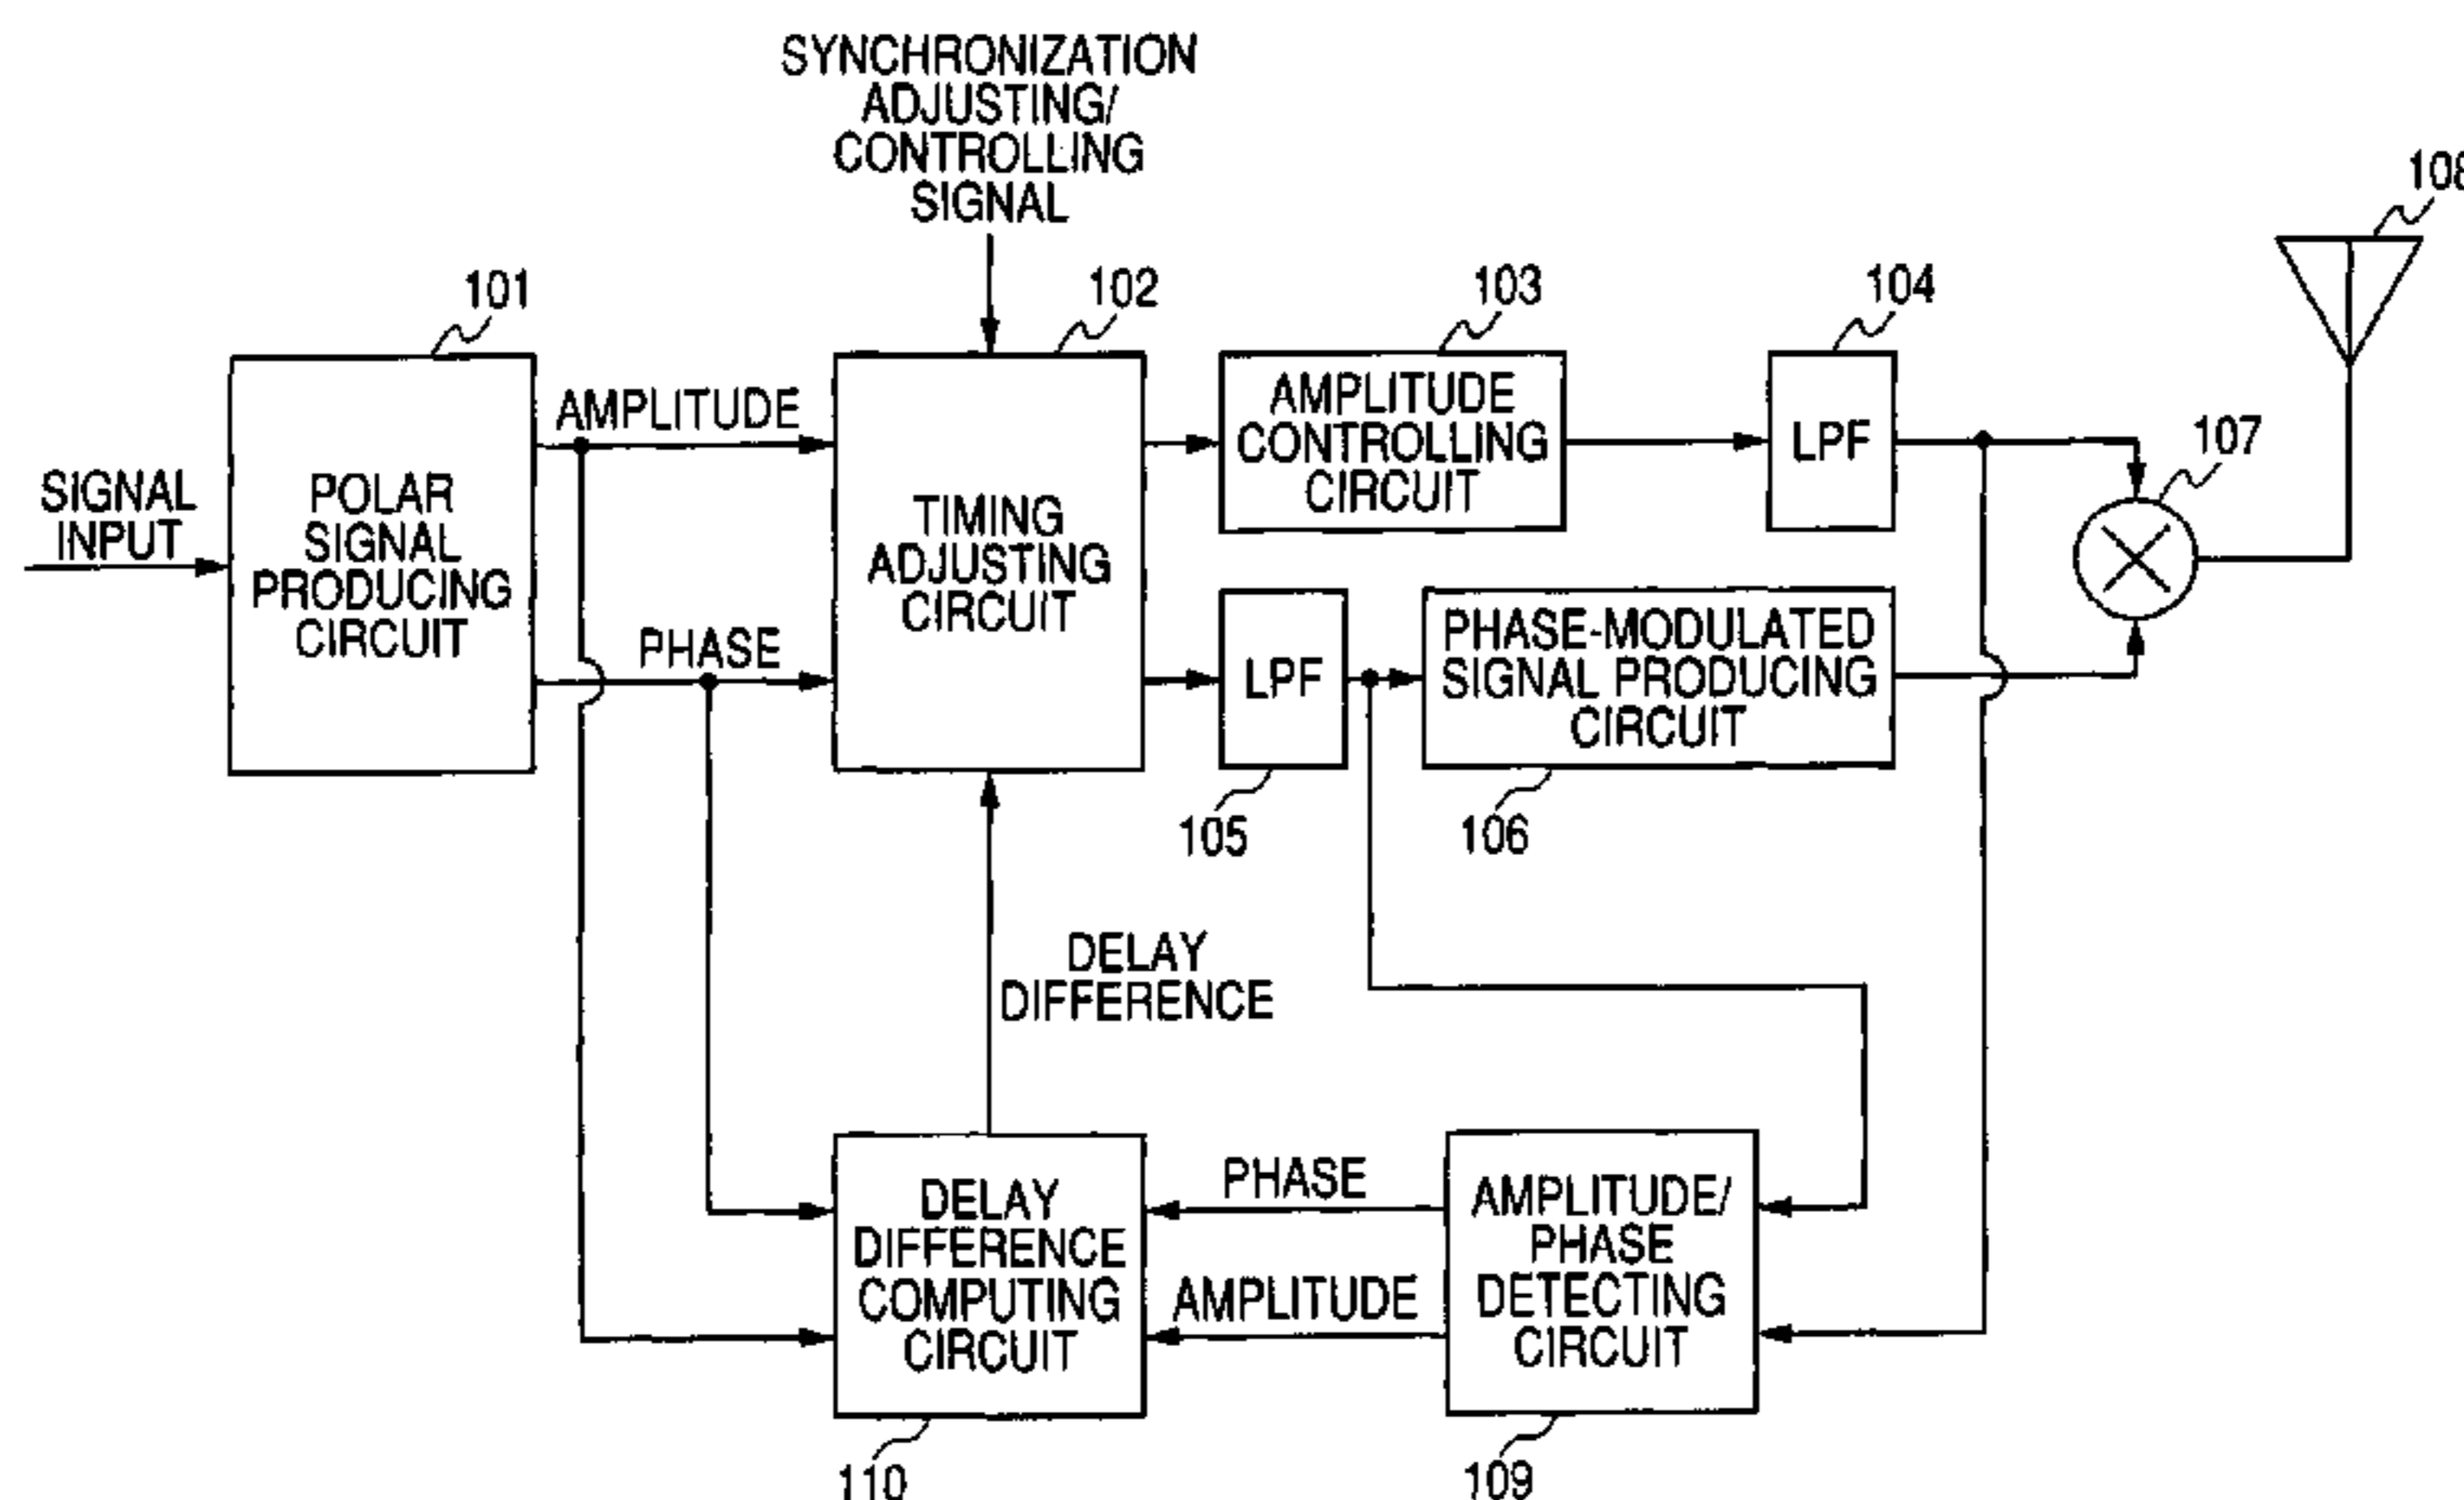 SYNCHRONIZATION
ADJUSTING/
CONTROLLING
SIGNAL
108
101
102
103
104
AMPLITUDE
SIGNAL
INPUT
POLAR
SIGNAL
PRODUCING
CIRCUIT
PHASE
TIMING
ADJUSTING
CIRCUIT
AMPLITUDE
CONTROLLING
CIRCUIT
LPF
107
LPF
PHASE-MODULATED
SIGNAL PRODUCING
CIRCUIT
105
106
DELAY
DIFFERENCE
DELAY
DIFFERENCE
COMPUTING
CIRCUIT
PHASE
AMPLITUDE
AMPLITUDE/
PHASE
DETECTING
CIRCUIT
110
109